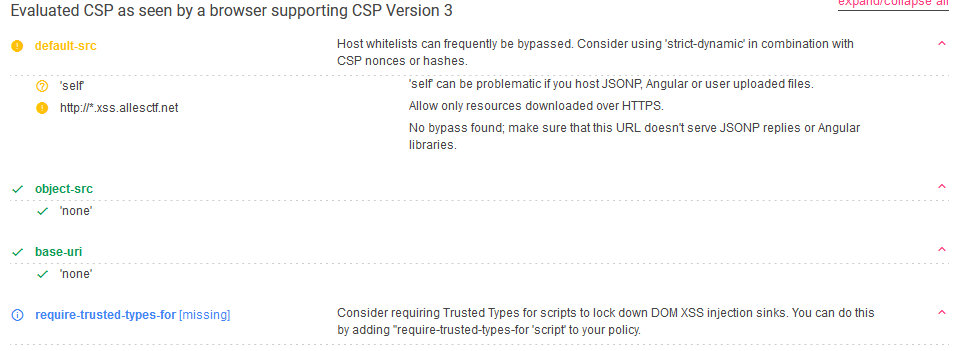 Evaluated CSP as seen by a browser supporting CSP Version 3
expand/collapse all
default-src
Host whitelists can frequently be bypassed. Consider using 'strict-dynamic' in combination with
CSP nonces or hashes.
'self'
'self' can be problematic if you host JSONP, Angular or user uploaded files.
http://*.xss.allesctf.net
Allow only resources downloaded over HTTPS.
No bypass found; make sure that this URL doesn't serve JSONP replies or Angular
libraries.
object-src
'none'
base-uri
'none'
require-trusted-types-for [missing]
Consider requiring Trusted Types for scripts to lock down DOM XSS injection sinks. You can do this
by adding "require-trusted-types-for 'script' to your policy.